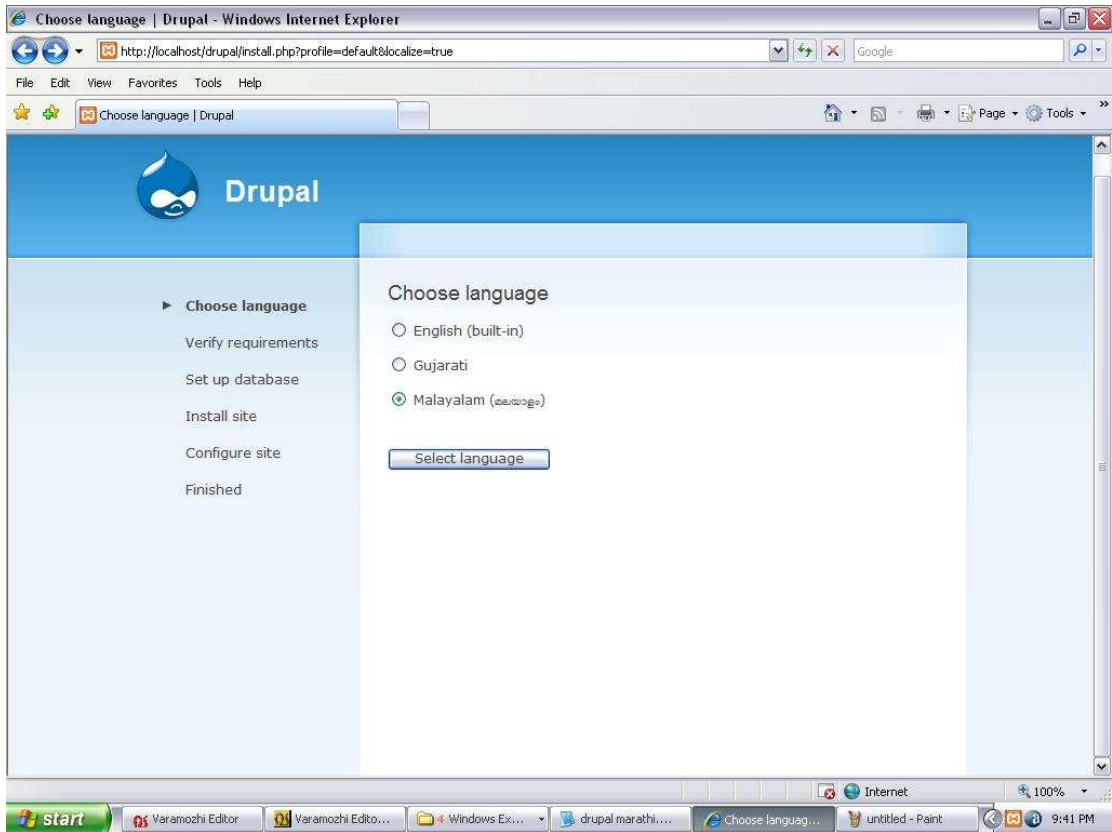 Choose language | Drupal - Windows Internet Explorer
http://localhost/drupal/install.php?profile=default&localize=true
Google
File Edit View Favorites Tools Help
Choose language | Drupal
Page Tools
Drupal
Choose language
Verify requirements
Set up database
Install site
Configure site
Finished
Choose language
English (built-in)
Gujarati
Malayalam (മലയാളം)
Select language
Internet 100%
start Varamozhi Editor Varamozhi Edito... 4 Windows Ex... drupal marathi.... Choose languag... untitled - Paint 9:41 PM